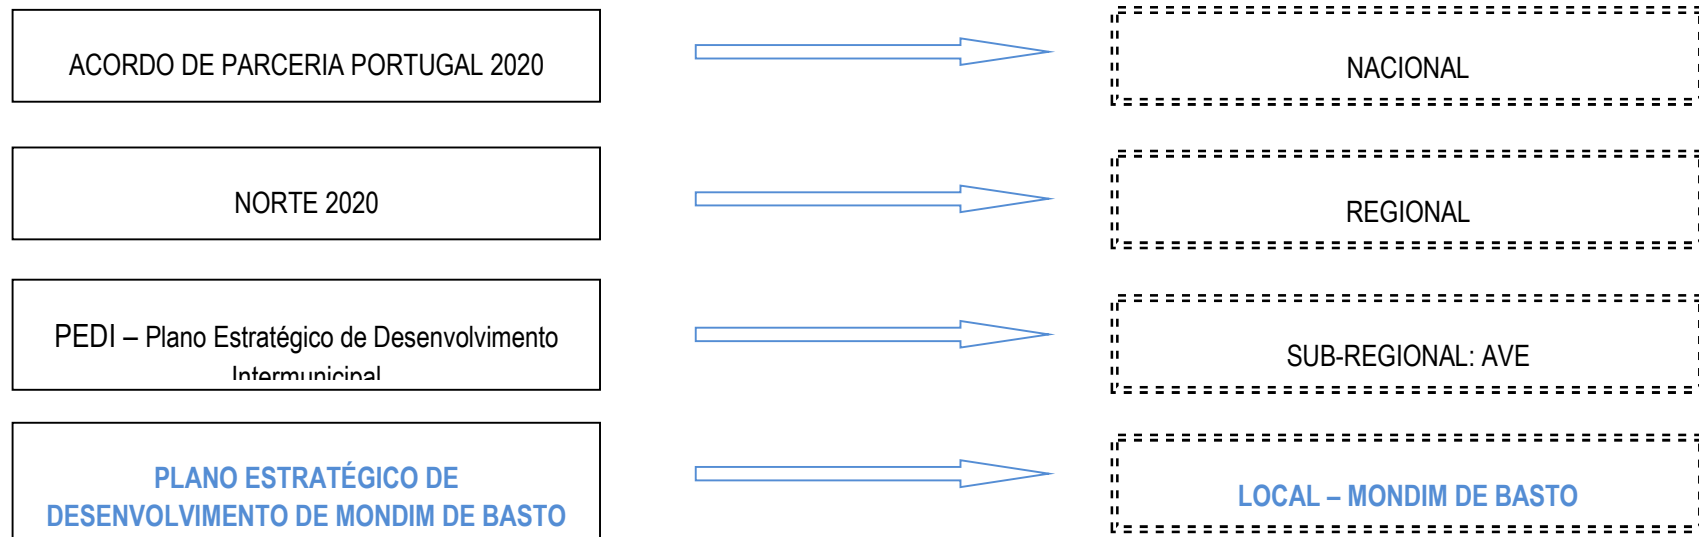 ACORDO DE PARCERIA PORTUGAL 2020
NACIONAL
NORTE 2020
REGIONAL
PEDI – Plano Estratégico de Desenvolvimento
Intermunicipal
SUB-REGIONAL: AVE
PLANO ESTRATÉGICO DE
DESENVOLVIMENTO DE MONDIM DE BASTO
LOCAL – MONDIM DE BASTO